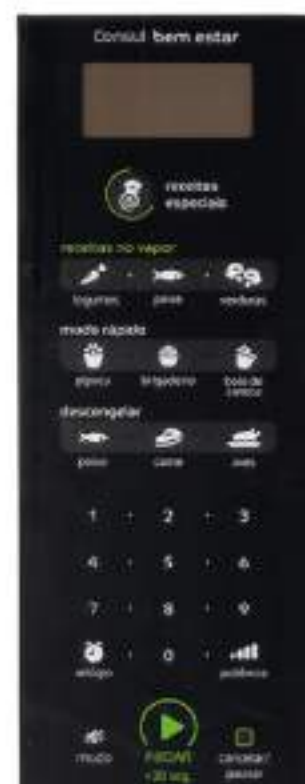 Consul bem estar
receitas
especiais
receitas no vapor
legumes peixe verduras
modo rápido
pipoca brigadeiro bolo de
caneca
descongelar
peixe carne aves
1 2 3
4 5 6
7 8 9
relógio 0 potência
mudo INICIAR cancelar/
+30 seg pausar